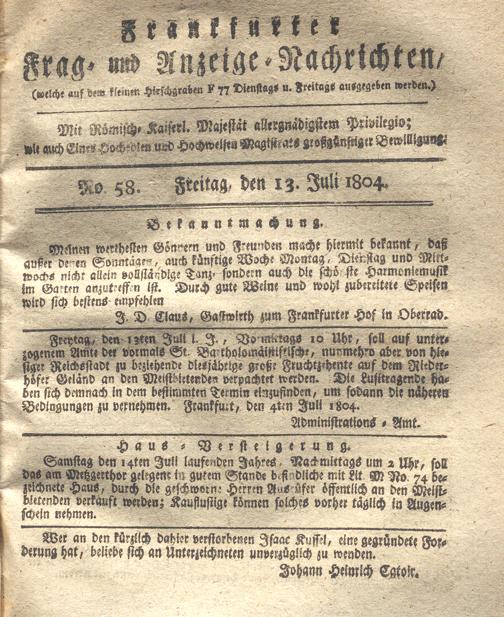 Frankfurter
Frag- und Anzeige-Nachrichten,
(welche auf dem kleinen Hirschgraben F 77 Dienstags u. Freitags ausgegeben werden.)
Mit Römisch-Kaiserl. Majestät allergnädigstem Privilegio;
wie auch Eines Hochedlen und Hochweisen Magistrats großgünstiger Bewilligung.
No. 58. Freitag, den 13. Juli 1804.
Bekanntmachung.
Meinen werthesten Gönnern und Freunden mache hiermit bekannt, daß
außer denen Sonntägen, auch künftige Woche Montag, Dienstag und Mitt-
wochs nicht allein vollständige Tanz- sondern auch die schönste Harmoniemusik
im Garten anzutreffen ist. Durch gute Weine und wohl zubereitete Speisen
wird sich bestens empfehlen
J. D. Claus, Gastwirth zum Frankfurter Hof in Oberrad.
Freytag, den 13ten Juli l. J., Vormittags 10 Uhr, soll auf unter-
zogenem Amte der vormals St. Bartholomäistiftische, nunmehro aber von hie-
siger Reichsstadt zu beziehende diesjährige große Fruchtzehente auf dem Rieder-
höfer Geländ an den Meistbietenden verpachtet werden. Die Lusttragende ha-
ben sich demnach in dem bestimmten Termin einzufinden, um sodann die näheren
Bedingungen zu vernehmen. Frankfurt, den 4ten Juli 1804.
Administrations-Amt.
Haus-Versteigerung.
Samstag den 14ten Juli laufenden Jahres, Nachmittags um 2 Uhr, soll
das am Metzgerthor gelegene in gutem Stande befindliche mit Lit. M No. 74 be-
zeichnete Haus, durch die geschworne Herren Ausrüfer öffentlich an den Meist-
bietenden verkauft werden; Kauflustige können solches vorher täglich in Augen-
schein nehmen.
Wer an den kürzlich dahier verstorbenen Isaac Kuffel, eine gegründete For-
derung hat, beliebe sich an Unterzeichneten unverzüglich zu wenden.
Johann Heinrich Catoir.